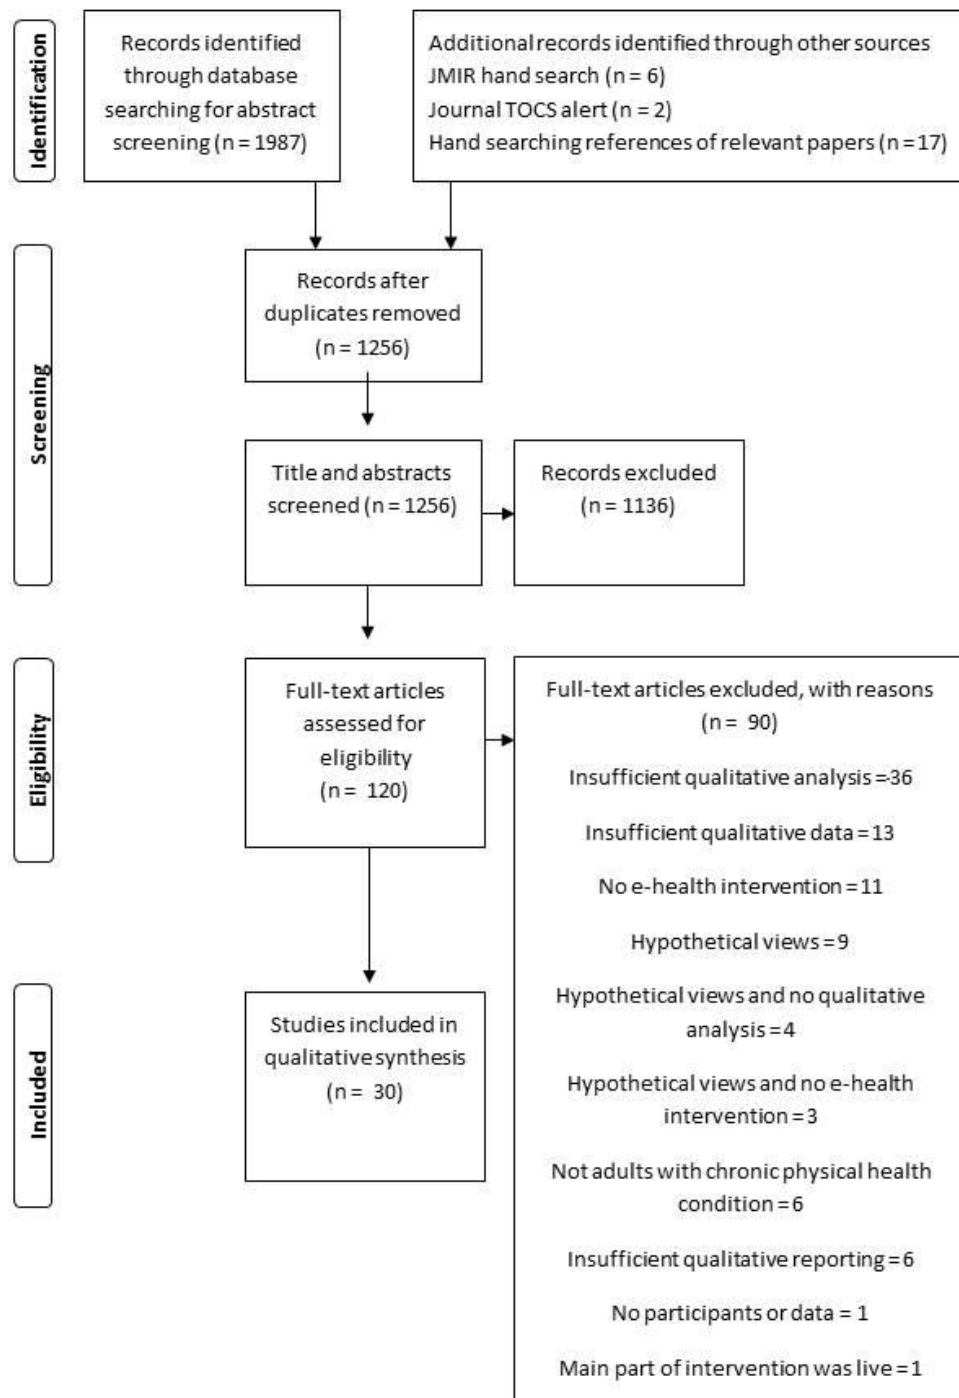 Identification
Records identified
through database
searching for abstract
screening (n = 1987)
Additional records identified through other sources
JMIR hand search (n = 6)
Journal TOCS alert (n = 2)
Hand searching references of relevant papers (n =17)
Screening
Records after
duplicates removed
(n = 1256)
Title and abstracts
screened (n = 1256)
Records excluded
(n = 1136)
Eligibility
Full-text articles
assessed for
eligibility
(n = 120)
Full-text articles excluded, with reasons
(n = 90)
Insufficient qualitative analysis =36
Insufficient qualitative data =13
No e-health intervention =11
Hypothetical views =9
Hypothetical views and no qualitative
analysis =4
Hypothetical views and no e-health
intervention =3
Not adults with chronic physical health
condition =6
Insufficient qualitative reporting =6
No participants or data = 1
Main part of intervention was live =1
Included
Studies included in
qualitative synthesis
(n = 30)